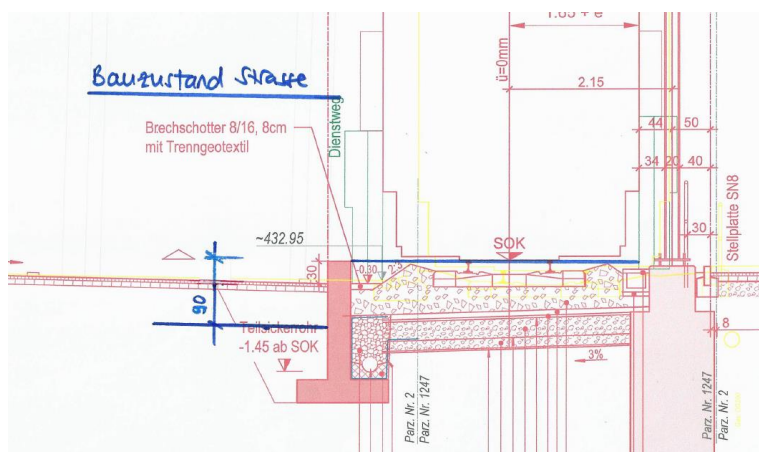 1.65 + e
ü=0mm
2.15
Bauzustand Strasse
Dienstweg
Brechschotter 8/16, 8cm
mit Trenngeotextil
44
50
34
20
40
Stellplatte SN8
30
~432.95
SOK
30
-0.30
90
Teilsickerrohr
-1.45 ab SOK
8
3%
Parz. Nr. 2
Parz. Nr. 1247
Parz. Nr. 1247
Parz. Nr. 2